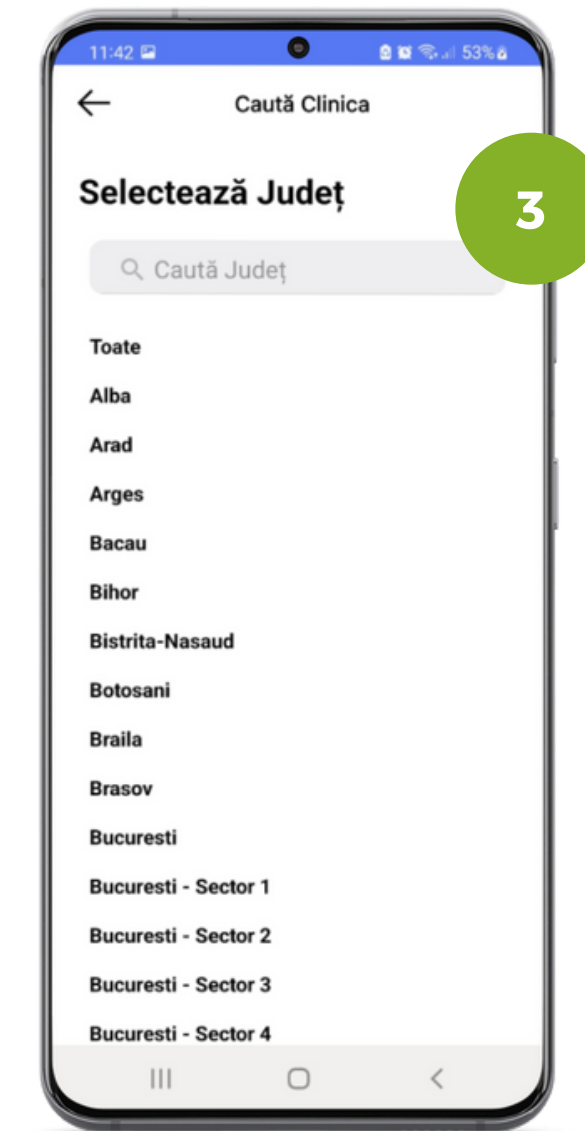 11:42
53%
Caută Clinica
Selectează Județ
3
Caută Județ
Toate
Alba
Arad
Arges
Bacau
Bihor
Bistrita-Nasaud
Botosani
Braila
Brasov
Bucuresti
Bucuresti - Sector 1
Bucuresti - Sector 2
Bucuresti - Sector 3
Bucuresti - Sector 4